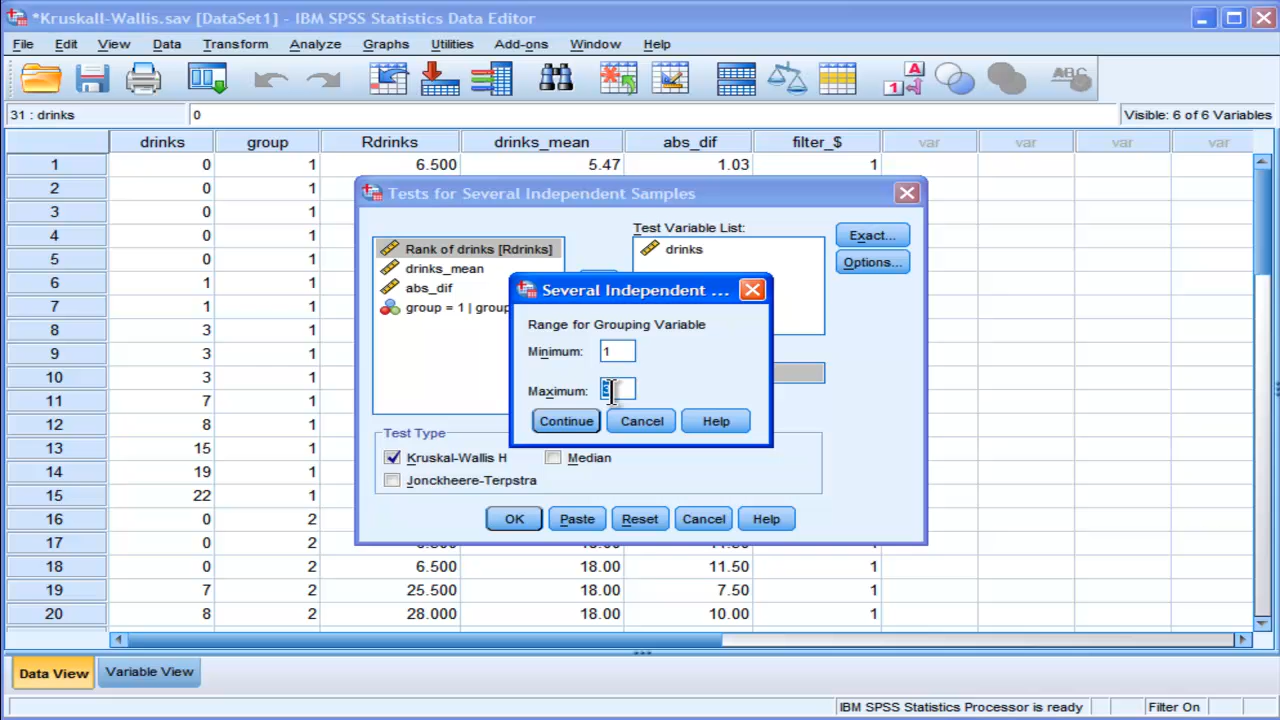 *Kruskall-Wallis.sav [DataSet1] - IBM SPSS Statistics Data Editor
File Edit View Data Transform Analyze Graphs Utilities Add-ons Window Help
A 1 A ABC
31 : drinks 0 Visible: 6 of 6 Variables
drinks group Rdrinks drinks_mean abs_dif filter_$ var var var var
1 0 1 6.500 5.47 1.03 1
2 0 1
3 0 1
4 0 1
5 0 1
6 1 1
7 1 1
8 3 1
9 3 1
10 3 1
11 7 1
12 8 1
13 15 1
14 19 1
15 22 1
16 0 2
17 0 2
18 0 2 6.500 18.00 11.50 1
19 7 2 25.500 18.00 7.50 1
20 8 2 28.000 18.00 10.00 1
Tests for Several Independent Samples
Test Variable List:
Rank of drinks [Rdrinks]
drinks_mean
abs_dif
group = 1 | group
drinks
Exact...
Options...
Several Independent ...
Range for Grouping Variable
Minimum: 1
Maximum:
Continue Cancel Help
Test Type
Kruskal-Wallis H Median
Jonckheere-Terpstra
OK Paste Reset Cancel Help
Data View Variable View
IBM SPSS Statistics Processor is ready Filter On